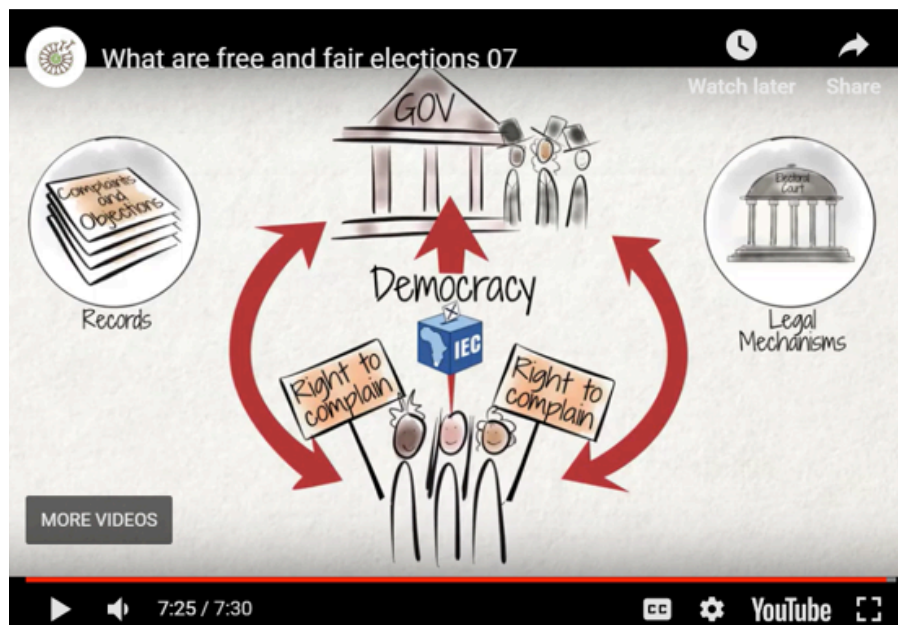 What are free and fair elections 07
Watch later
Share
GOV
Complaints
and
Objections
Records
Electoral
Court
Legal
Mechanisms
Democracy
IEC
Right to
complain
Right to
complain
MORE VIDEOS
7:25 / 7:30
CC
YouTube